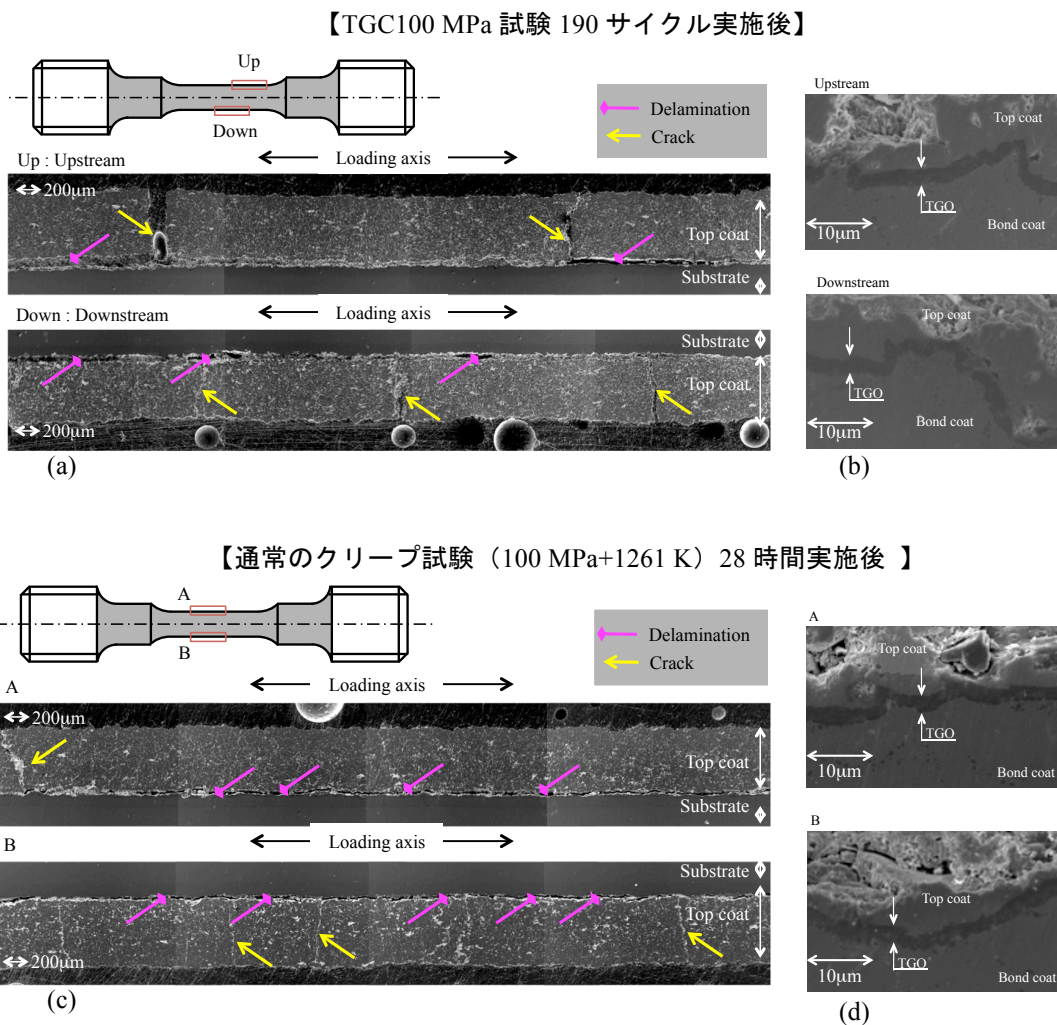 【TGC100 MPa 試験 190 サイクル実施後】
Up
Down
Delamination
Crack
Up : Upstream
Loading axis
200μm
Top coat
Substrate
Down : Downstream
Loading axis
Substrate
Top coat
200μm
(a)
Upstream
Top coat
TGO
Bond coat
10μm
Downstream
Top coat
TGO
10μm
Bond coat
(b)
【通常のクリープ試験（100 MPa+1261 K）28 時間実施後 】
A
B
Delamination
Crack
A
Loading axis
200μm
Top coat
Substrate
B
Loading axis
Substrate
Top coat
200μm
(c)
A
Top coat
TGO
10μm
Bond coat
B
Top coat
TGO
10μm
Bond coat
(d)